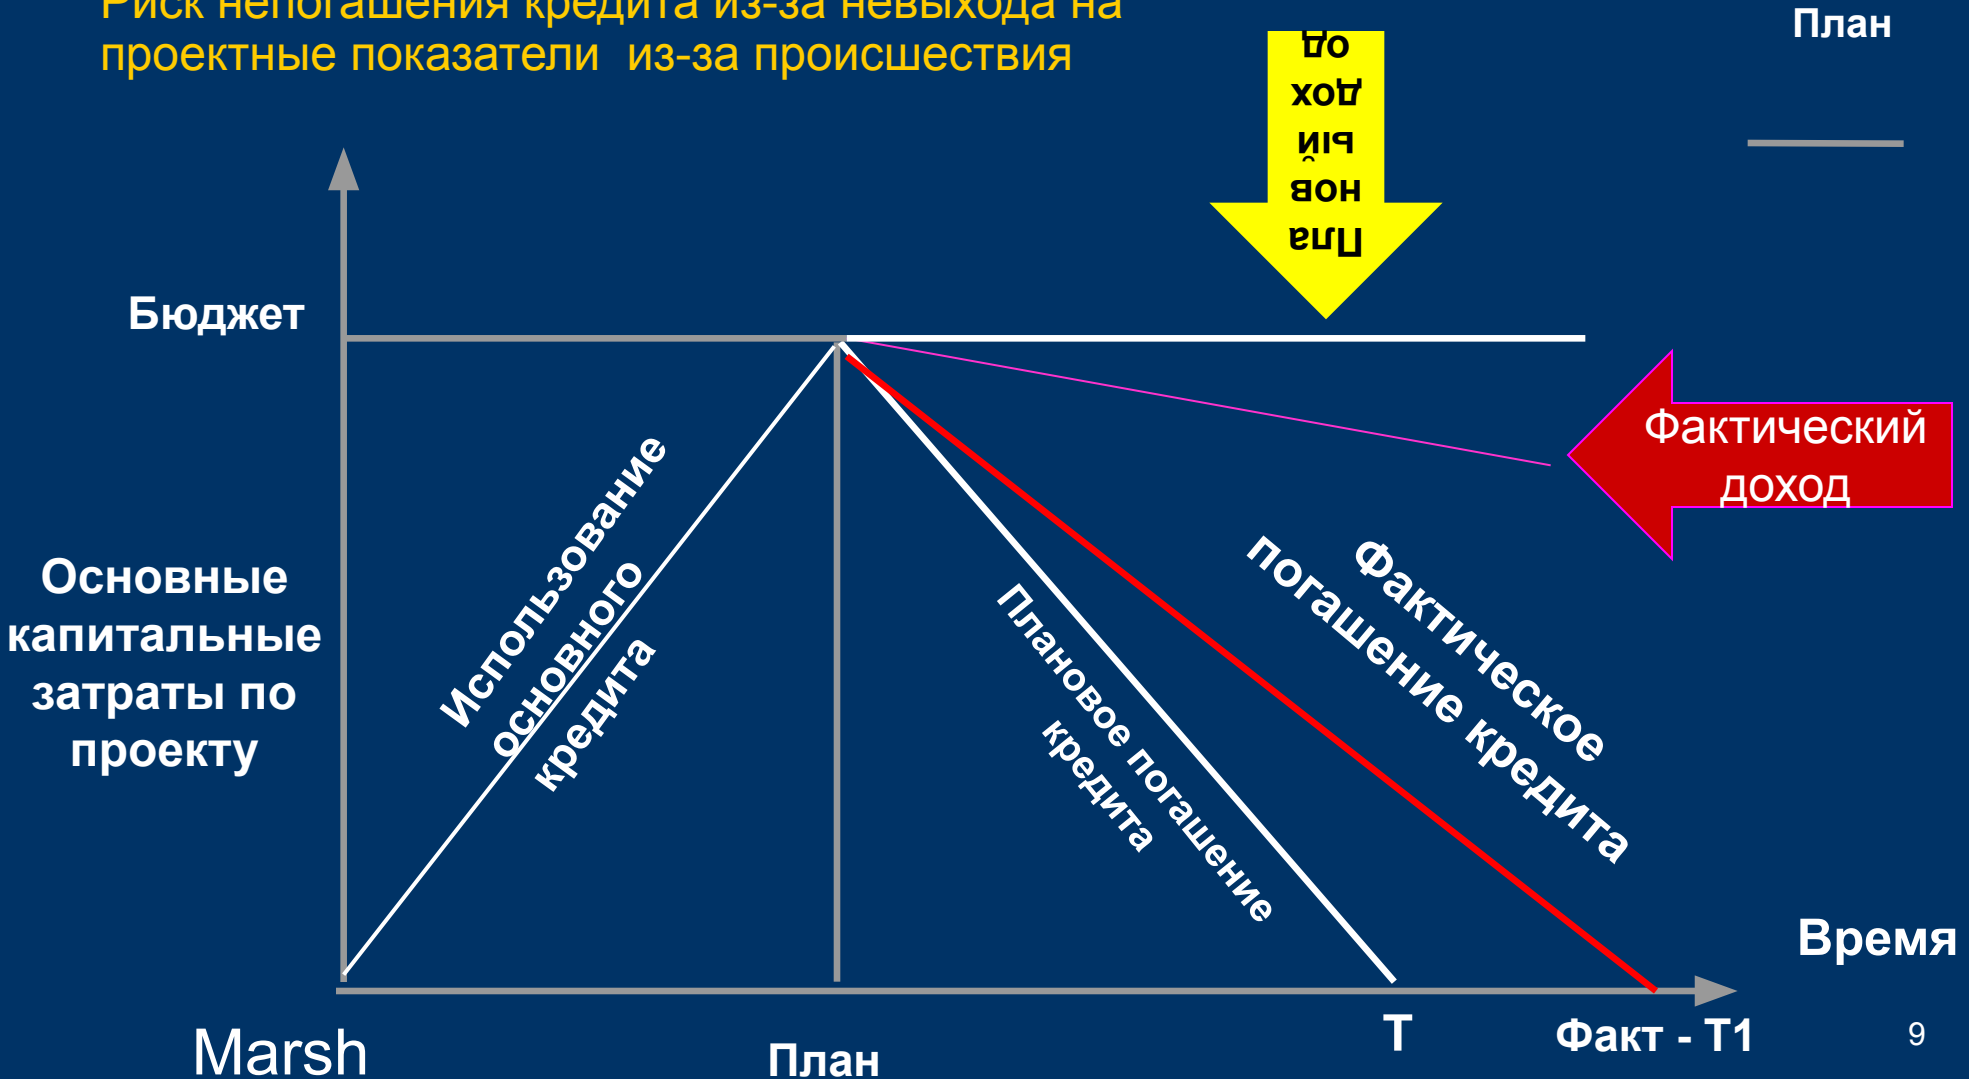 Риск непогашения кредита из-за невыхода на
проектные показатели из-за происшествия
План
Пла
нов
ый
дох
од
Бюджет
Фактический
доход
Использование
основного
кредита
Основные
капитальные
затраты по
проекту
Плановое погашение
кредита
Фактическое
погашение кредита
Время
Marsh
План
Т
Факт - Т1
9